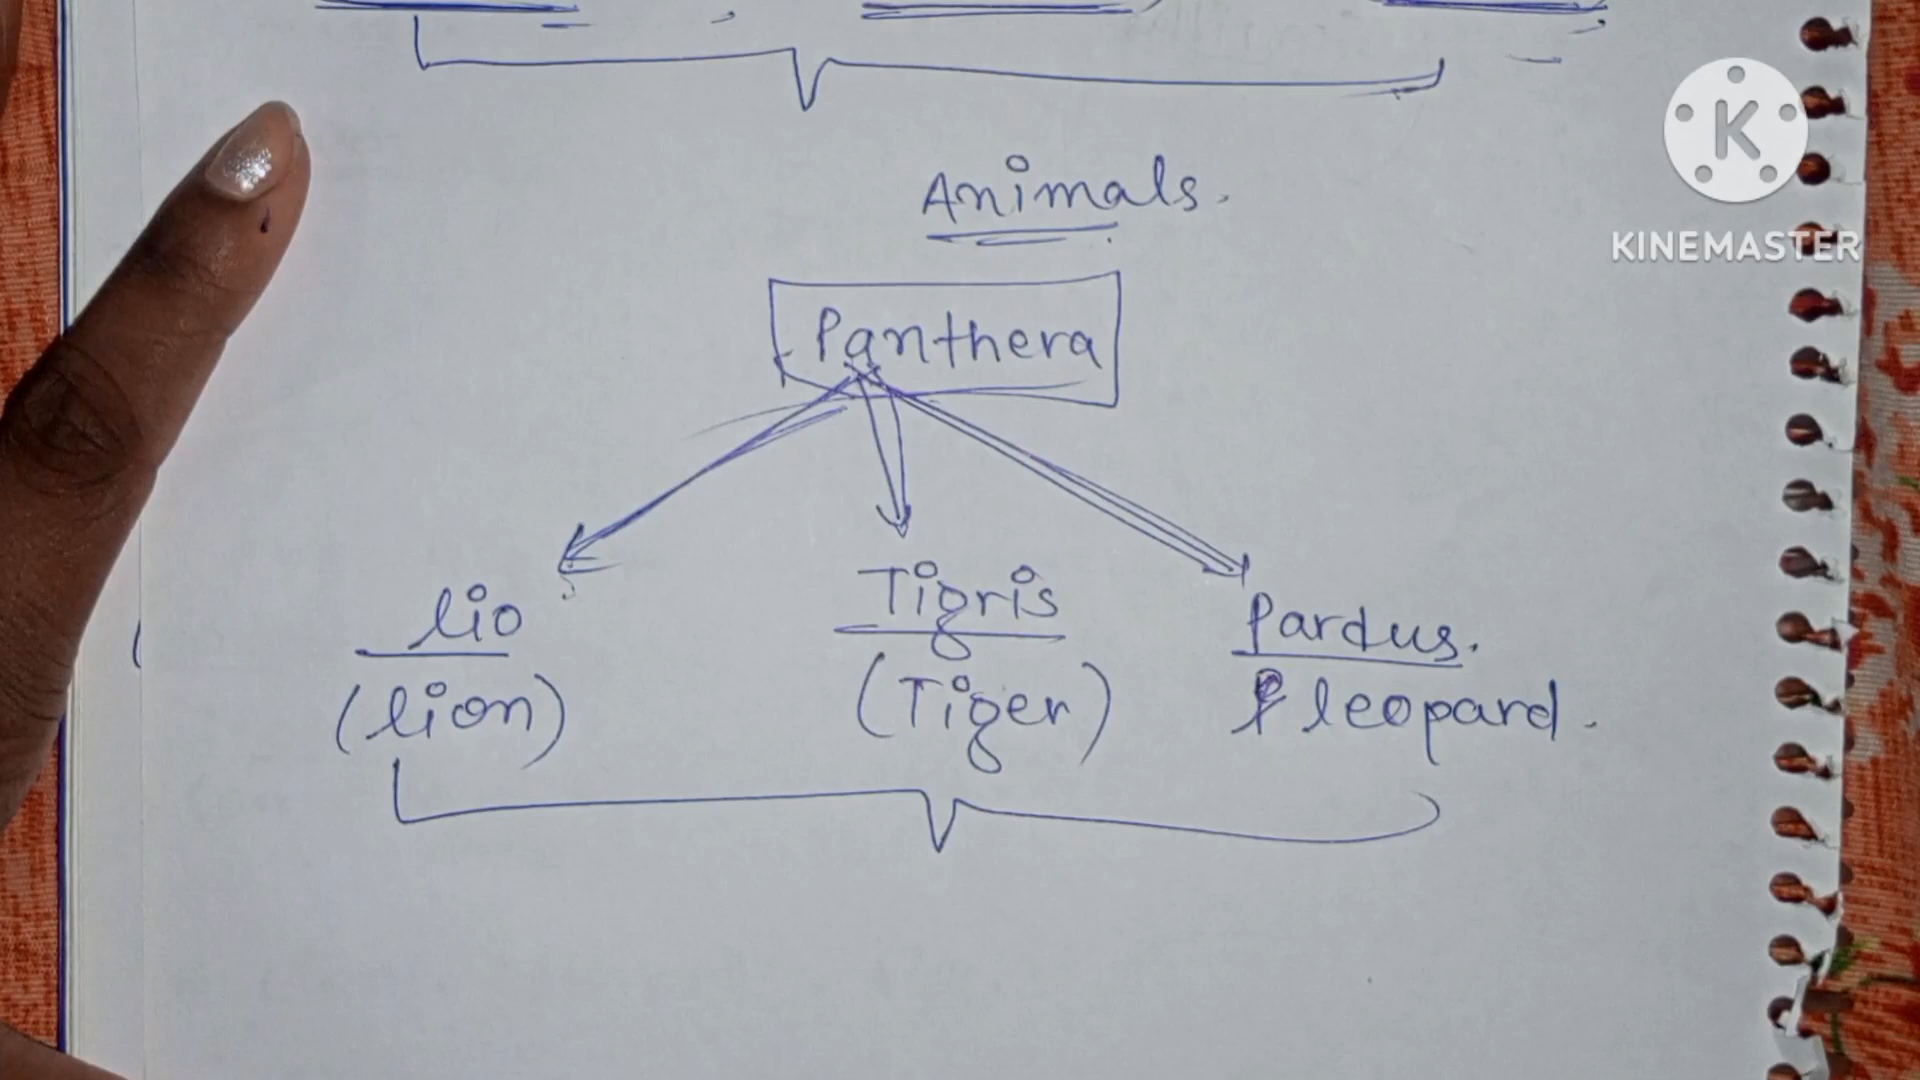 Animals.
K
KINEMASTER
Panthera
lio
Tigris
Pardus.
(lion)
(Tiger)
leopard.